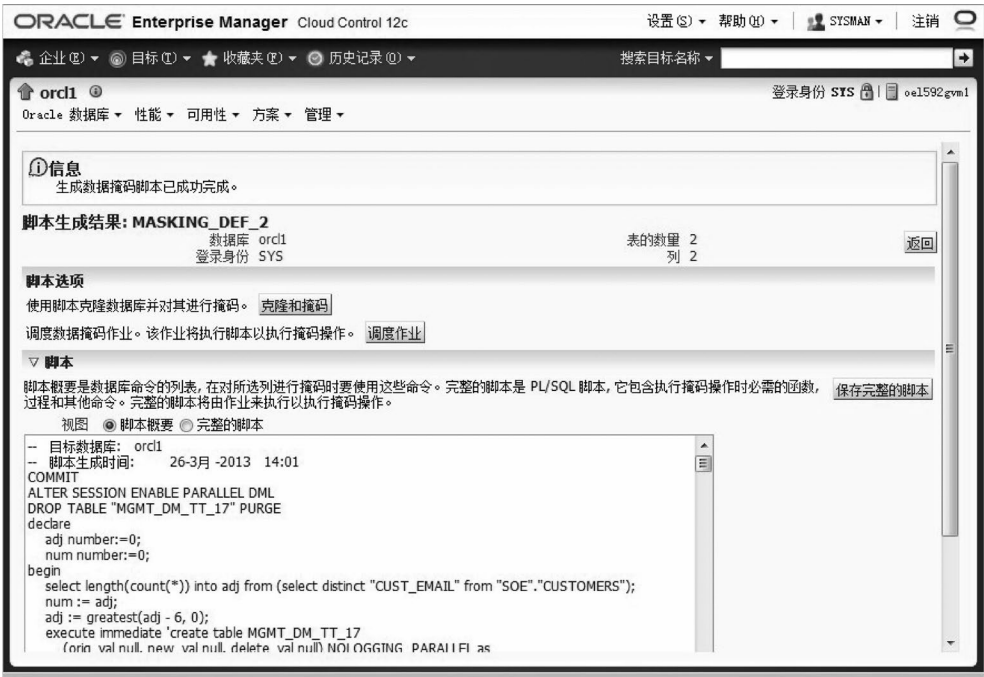 ORACLE Enterprise Manager Cloud Control 12c 设置(S) 帮助(H) SYSMAN 注销
企业(E) 目标(T) 收藏夹(F) 历史记录(O) 搜索目标名称
orcl1 登录身份 SYS oel592gvm1
Oracle 数据库 性能 可用性 方案 管理
信息
生成数据掩码脚本已成功完成。
脚本生成结果: MASKING_DEF_2
数据库 orcl1 表的数量 2
登录身份 SYS 列 2
返回
脚本选项
使用脚本克隆数据库并对其进行掩码。 克隆和掩码
调度数据掩码作业。该作业将执行脚本以执行掩码操作。 调度作业
脚本
脚本概要是数据库命令的列表, 在对所选列进行掩码时要使用这些命令。完整的脚本是 PL/SQL 脚本, 它包含执行掩码操作时必需的函数,
过程和其他命令。完整的脚本将由作业来执行以执行掩码操作。
保存完整的脚本
视图 脚本概要 完整的脚本
-- 目标数据库: orcl1
-- 脚本生成时间: 26-3月 -2013 14:01
COMMIT
ALTER SESSION ENABLE PARALLEL DML
DROP TABLE "MGMT_DM_TT_17" PURGE
declare
adj number:=0;
num number:=0;
begin
select length(count(*)) into adj from (select distinct "CUST_EMAIL" from "SOE"."CUSTOMERS");
num := adj;
adj := greatest(adj - 6, 0);
execute immediate 'create table MGMT_DM_TT_17
(orig_val null, new_val null, delete_val null) NOLOGGING PARALLEL as